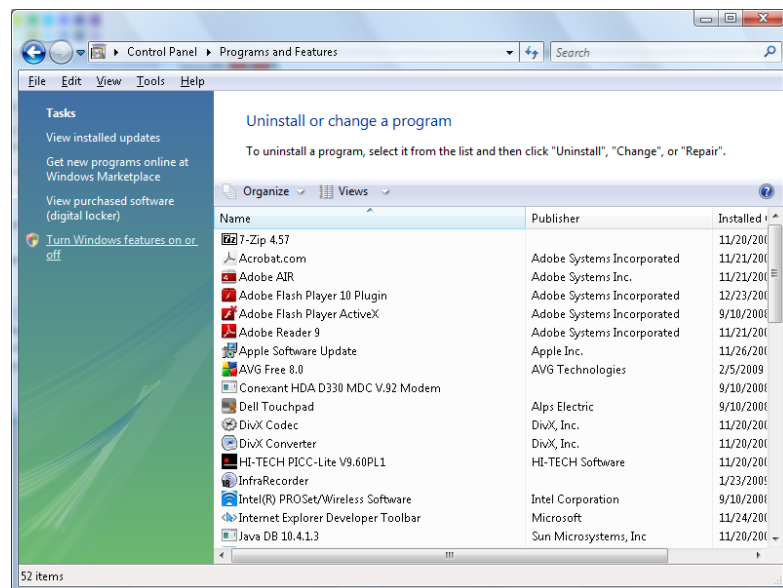 Control Panel Programs and Features Search
File Edit View Tools Help
Tasks
View installed updates
Get new programs online at
Windows Marketplace
View purchased software
(digital locker)
Turn Windows features on or
off
Uninstall or change a program
To uninstall a program, select it from the list and then click "Uninstall", "Change", or "Repair".
Organize Views
Name Publisher Installed
7-Zip 4.57 11/20/200
Acrobat.com Adobe Systems Incorporated 11/21/200
Adobe AIR Adobe Systems Inc. 11/21/200
Adobe Flash Player 10 Plugin Adobe Systems Incorporated 12/23/200
Adobe Flash Player ActiveX Adobe Systems Incorporated 9/10/2008
Adobe Reader 9 Adobe Systems Incorporated 11/21/200
Apple Software Update Apple Inc. 11/26/200
AVG Free 8.0 AVG Technologies 2/5/2009
Conexant HDA D330 MDC V.92 Modem 9/10/2008
Dell Touchpad Alps Electric 9/10/2008
DivX Codec DivX, Inc. 11/20/200
DivX Converter DivX, Inc. 11/20/200
HI-TECH PICC-Lite V9.60PL1 HI-TECH Software 11/20/200
InfraRecorder 1/23/2009
Intel(R) PROSet/Wireless Software Intel Corporation 9/10/2008
Internet Explorer Developer Toolbar Microsoft 11/24/200
Java DB 10.4.1.3 Sun Microsystems, Inc 11/20/200
52 items